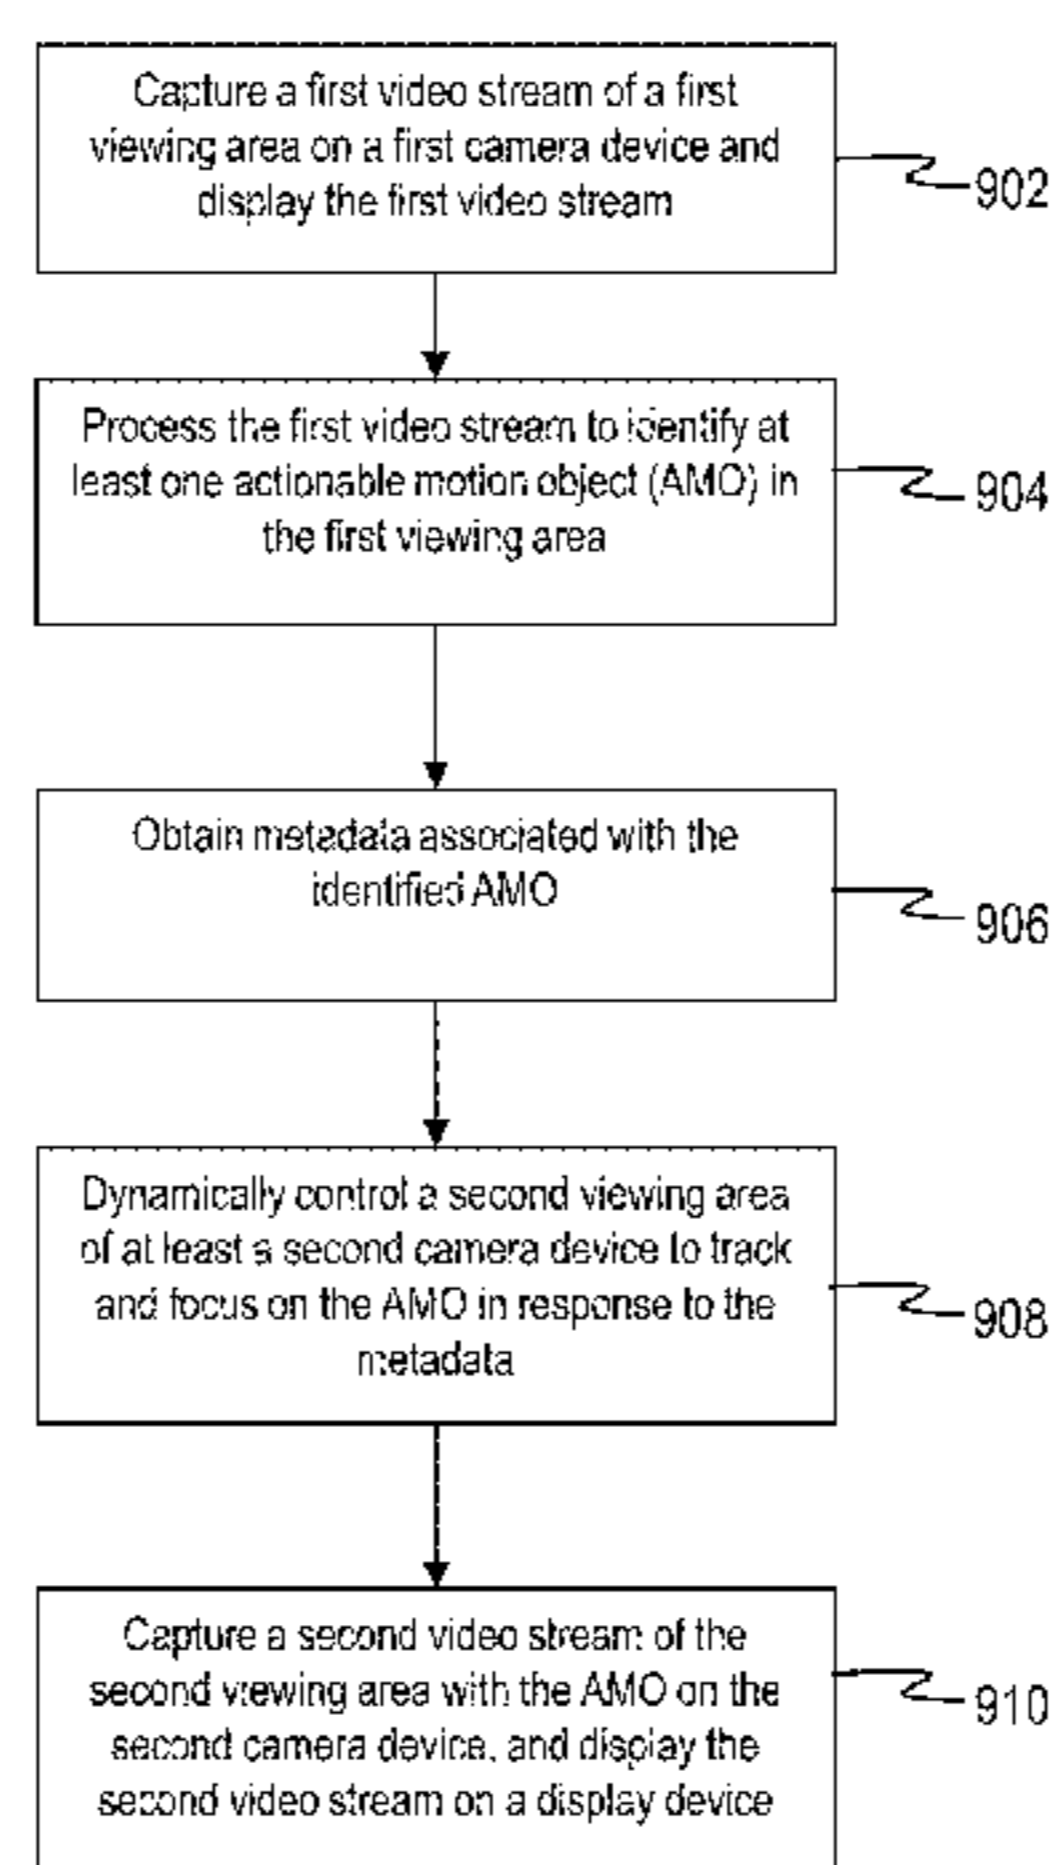 Capture a first video stream of a first
viewing area on a first camera device and
display the first video stream
902
Process the first video stream to identify at
least one actionable motion object (AMO) in
the first viewing area
904
Obtain metadata associated with the
identified AMO
906
Dynamically control a second viewing area
of at least a second camera device to track
and focus on the AMO in response to the
metadata
908
Capture a second video stream of the
second viewing area with the AMO on the
second camera device, and display the
second video stream on a display device
910